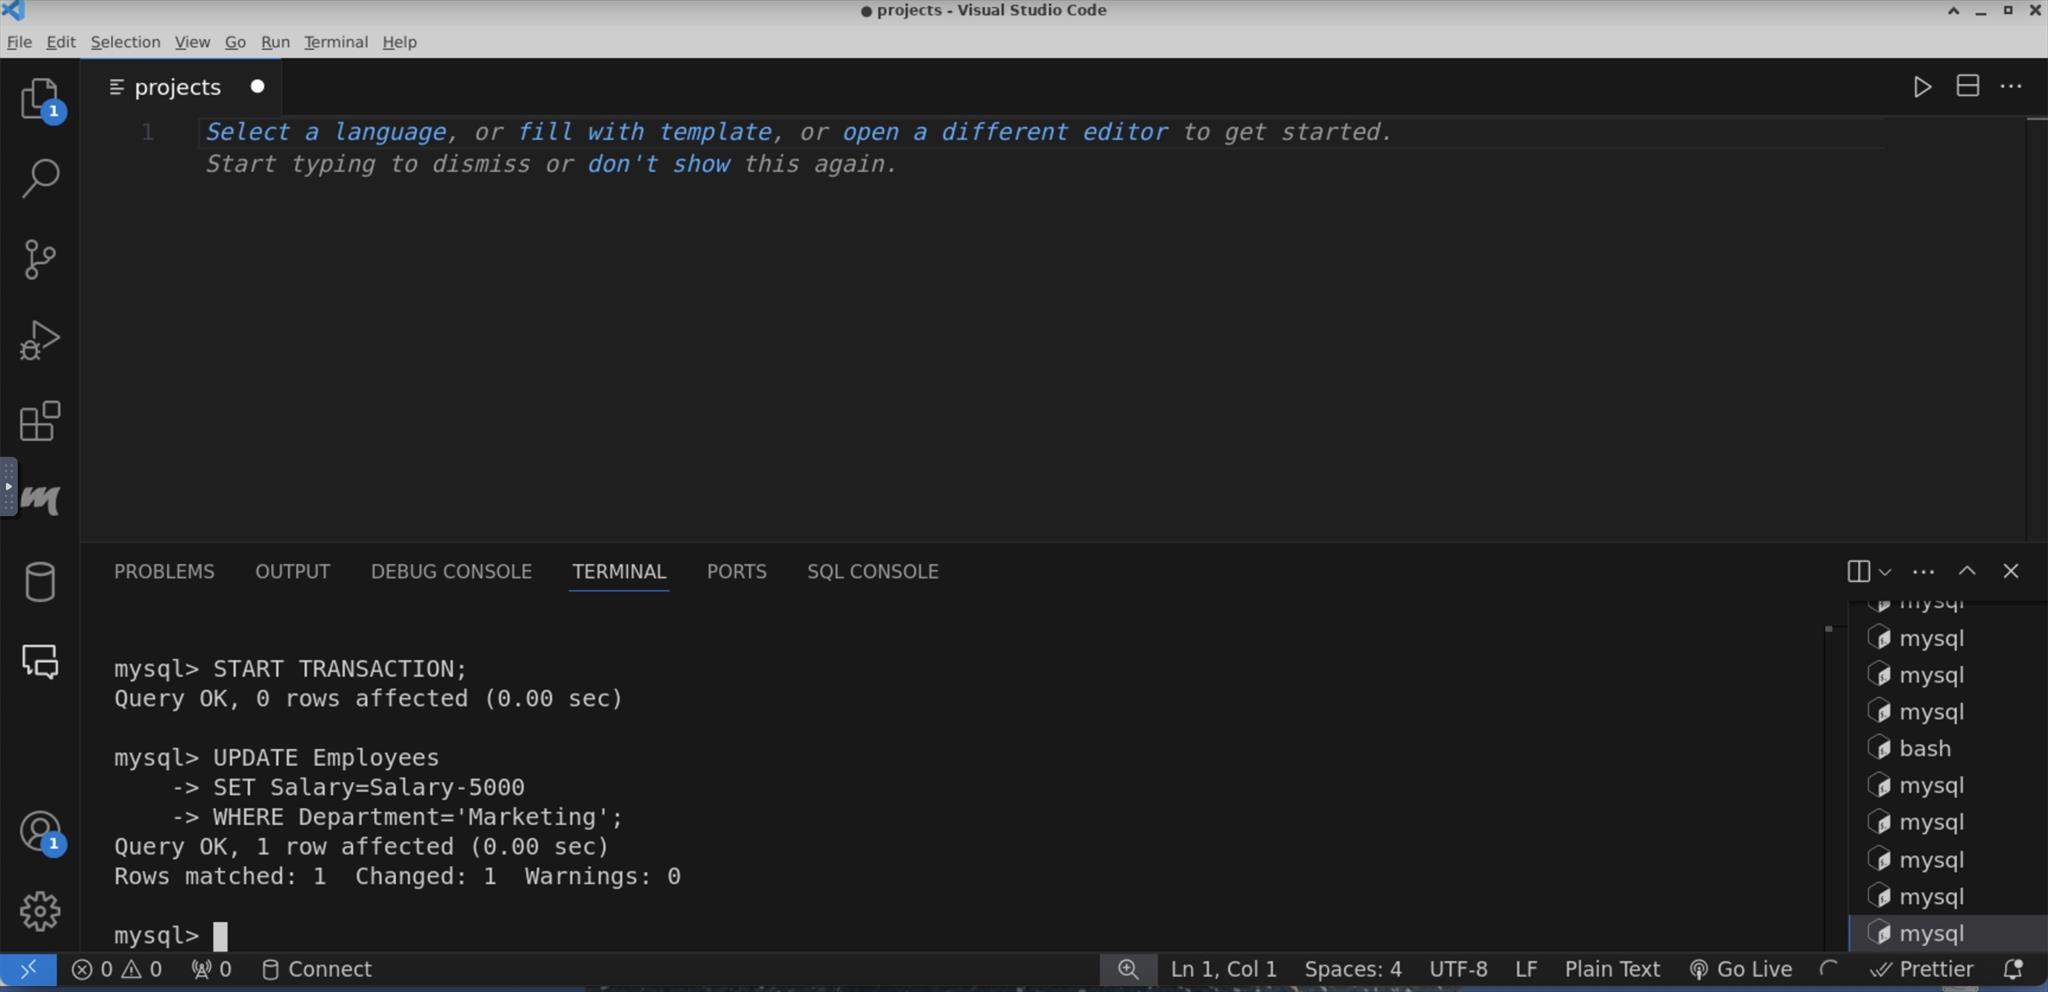 ● projects - Visual Studio Code
File Edit Selection View Go Run Terminal Help
projects
1 Select a language, or fill with template, or open a different editor to get started.
Start typing to dismiss or don't show this again.
1
PROBLEMS OUTPUT DEBUG CONSOLE TERMINAL PORTS SQL CONSOLE
mysql> START TRANSACTION;
Query OK, 0 rows affected (0.00 sec)
mysql> UPDATE Employees
-> SET Salary=Salary-5000
-> WHERE Department='Marketing';
Query OK, 1 row affected (0.00 sec)
Rows matched: 1  Changed: 1  Warnings: 0
mysql>
mysql
mysql
mysql
mysql
bash
mysql
mysql
mysql
mysql
mysql
1
0 0 0 Connect Ln 1, Col 1 Spaces: 4 UTF-8 LF Plain Text Go Live Prettier